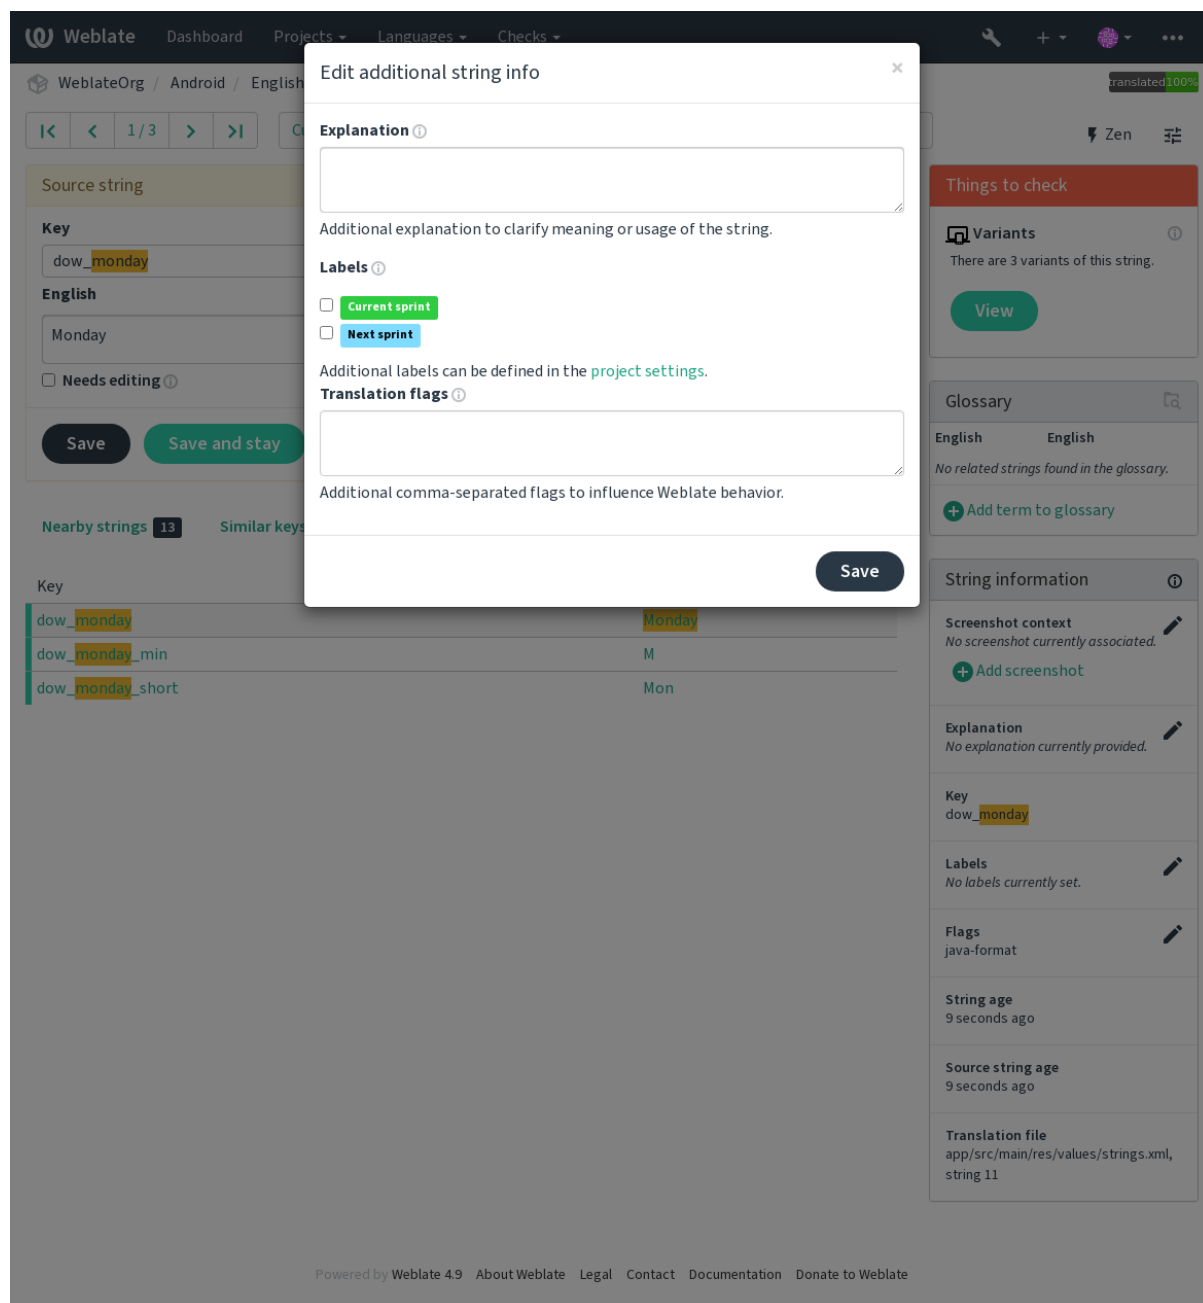 Weblate Dashboard Projects Languages Checks
WeblateOrg / Android / English
translated 100%
1 / 3
Zen
Edit additional string info
×
Explanation
Additional explanation to clarify meaning or usage of the string.
Labels
Current sprint
Next sprint
Additional labels can be defined in the project settings.
Translation flags
Additional comma-separated flags to influence Weblate behavior.
Save
Source string
Key
dow_monday
English
Monday
Needs editing
Save Save and stay
Nearby strings 13 Similar keys
Key
dow_monday Monday
dow_monday_min M
dow_monday_short Mon
Things to check
Variants
There are 3 variants of this string.
View
Glossary
English English
No related strings found in the glossary.
Add term to glossary
String information
Screenshot context
No screenshot currently associated.
Add screenshot
Explanation
No explanation currently provided.
Key
dow_monday
Labels
No labels currently set.
Flags
java-format
String age
9 seconds ago
Source string age
9 seconds ago
Translation file
app/src/main/res/values/strings.xml,
string 11
Powered by Weblate 4.9 About Weblate Legal Contact Documentation Donate to Weblate